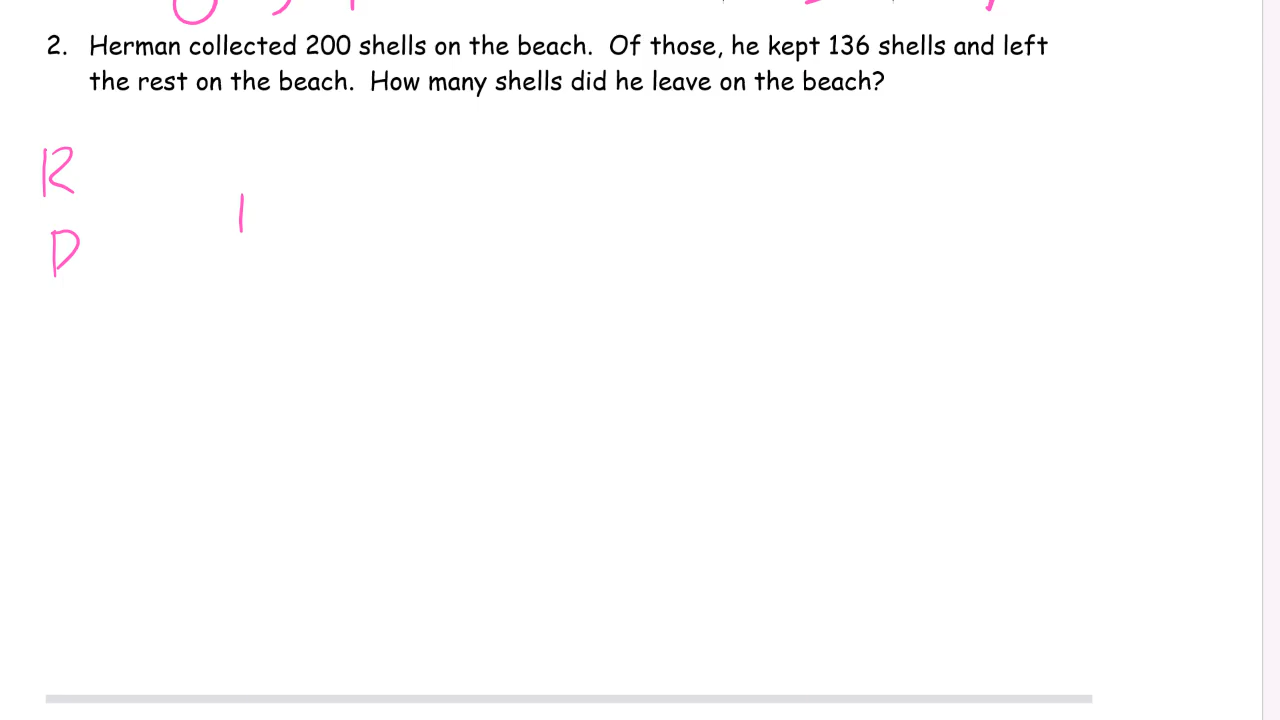 2. Herman collected 200 shells on the beach. Of those, he kept 136 shells and left
the rest on the beach. How many shells did he leave on the beach?
R
D